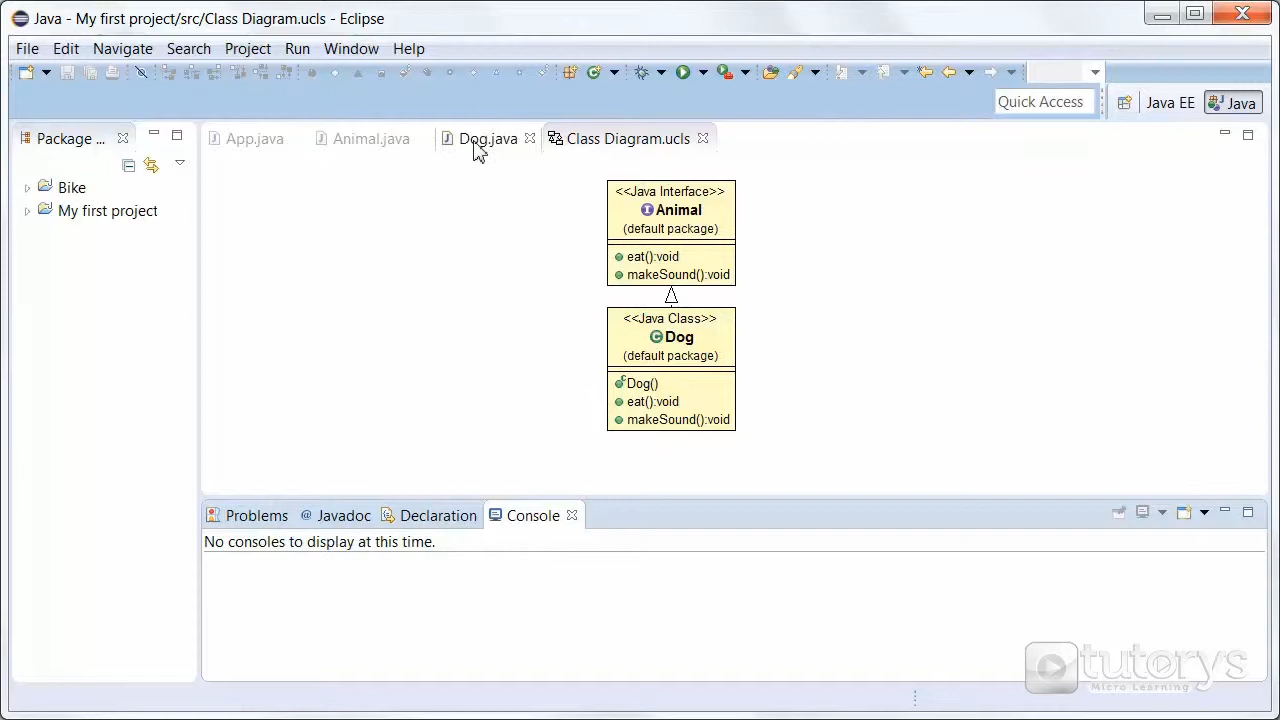 Java - My first project/src/Class Diagram.ucls - Eclipse
File Edit Navigate Search Project Run Window Help
Quick Access
Java EE
Java
Package ...
App.java
Animal.java
Dog.java
Class Diagram.ucls
Bike
My first project
<<Java Interface>>
Animal
(default package)
eat():void
makeSound():void
<<Java Class>>
Dog
(default package)
Dog()
eat():void
makeSound():void
Problems
@ Javadoc
Declaration
Console
No consoles to display at this time.
tutorys
Micro Learning